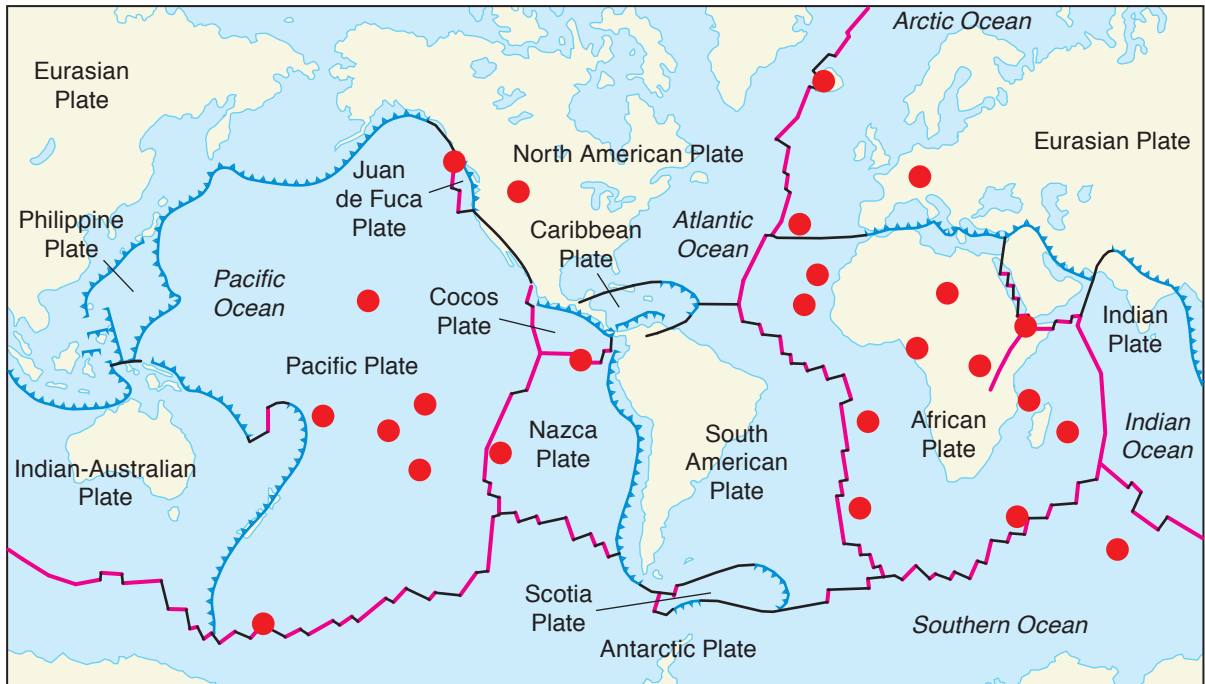 Arctic Ocean
Eurasian
Plate
Eurasian Plate
North American Plate
Juan
de Fuca
Plate
Philippine
Plate
Atlantic
Ocean
Caribbean
Plate
Pacific
Ocean
Cocos
Plate
Indian
Plate
Pacific Plate
African
Plate
Indian
Ocean
Nazca
Plate
South
American
Plate
Indian-Australian
Plate
Scotia
Plate
Southern Ocean
Antarctic Plate